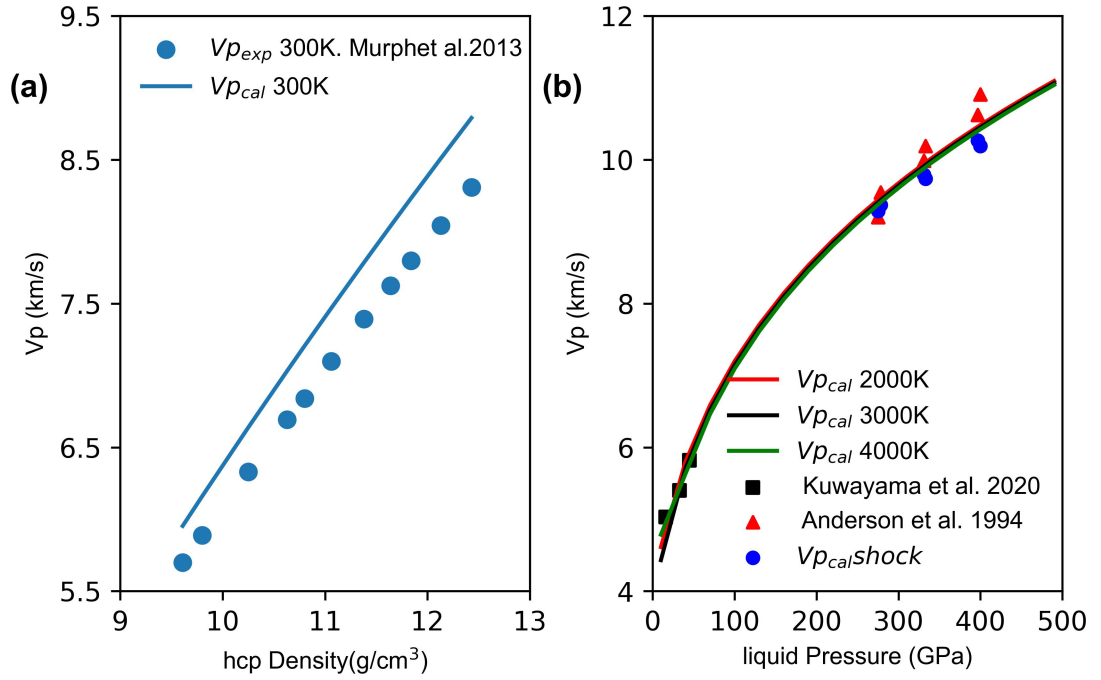 (a)
9.5
8.5
7.5
6.5
5.5
Vp (km/s)
Vp_exp 300K. Murphet al.2013
Vp_cal 300K
9 10 11 12 13
hcp Density(g/cm³)
(b)
12
10
8
6
4
Vp (km/s)
Vp_cal 2000K
Vp_cal 3000K
Vp_cal 4000K
Kuwayama et al. 2020
Anderson et al. 1994
Vp_cal shock
0 100 200 300 400 500
liquid Pressure (GPa)